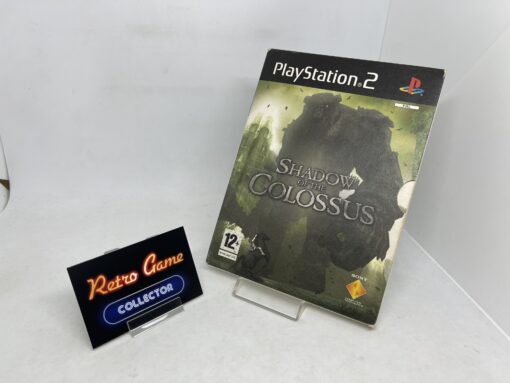 PlayStation®2
SHADOW
OF THE
COLOSSUS
12+
SONY
Retro Game
COLLECTOR